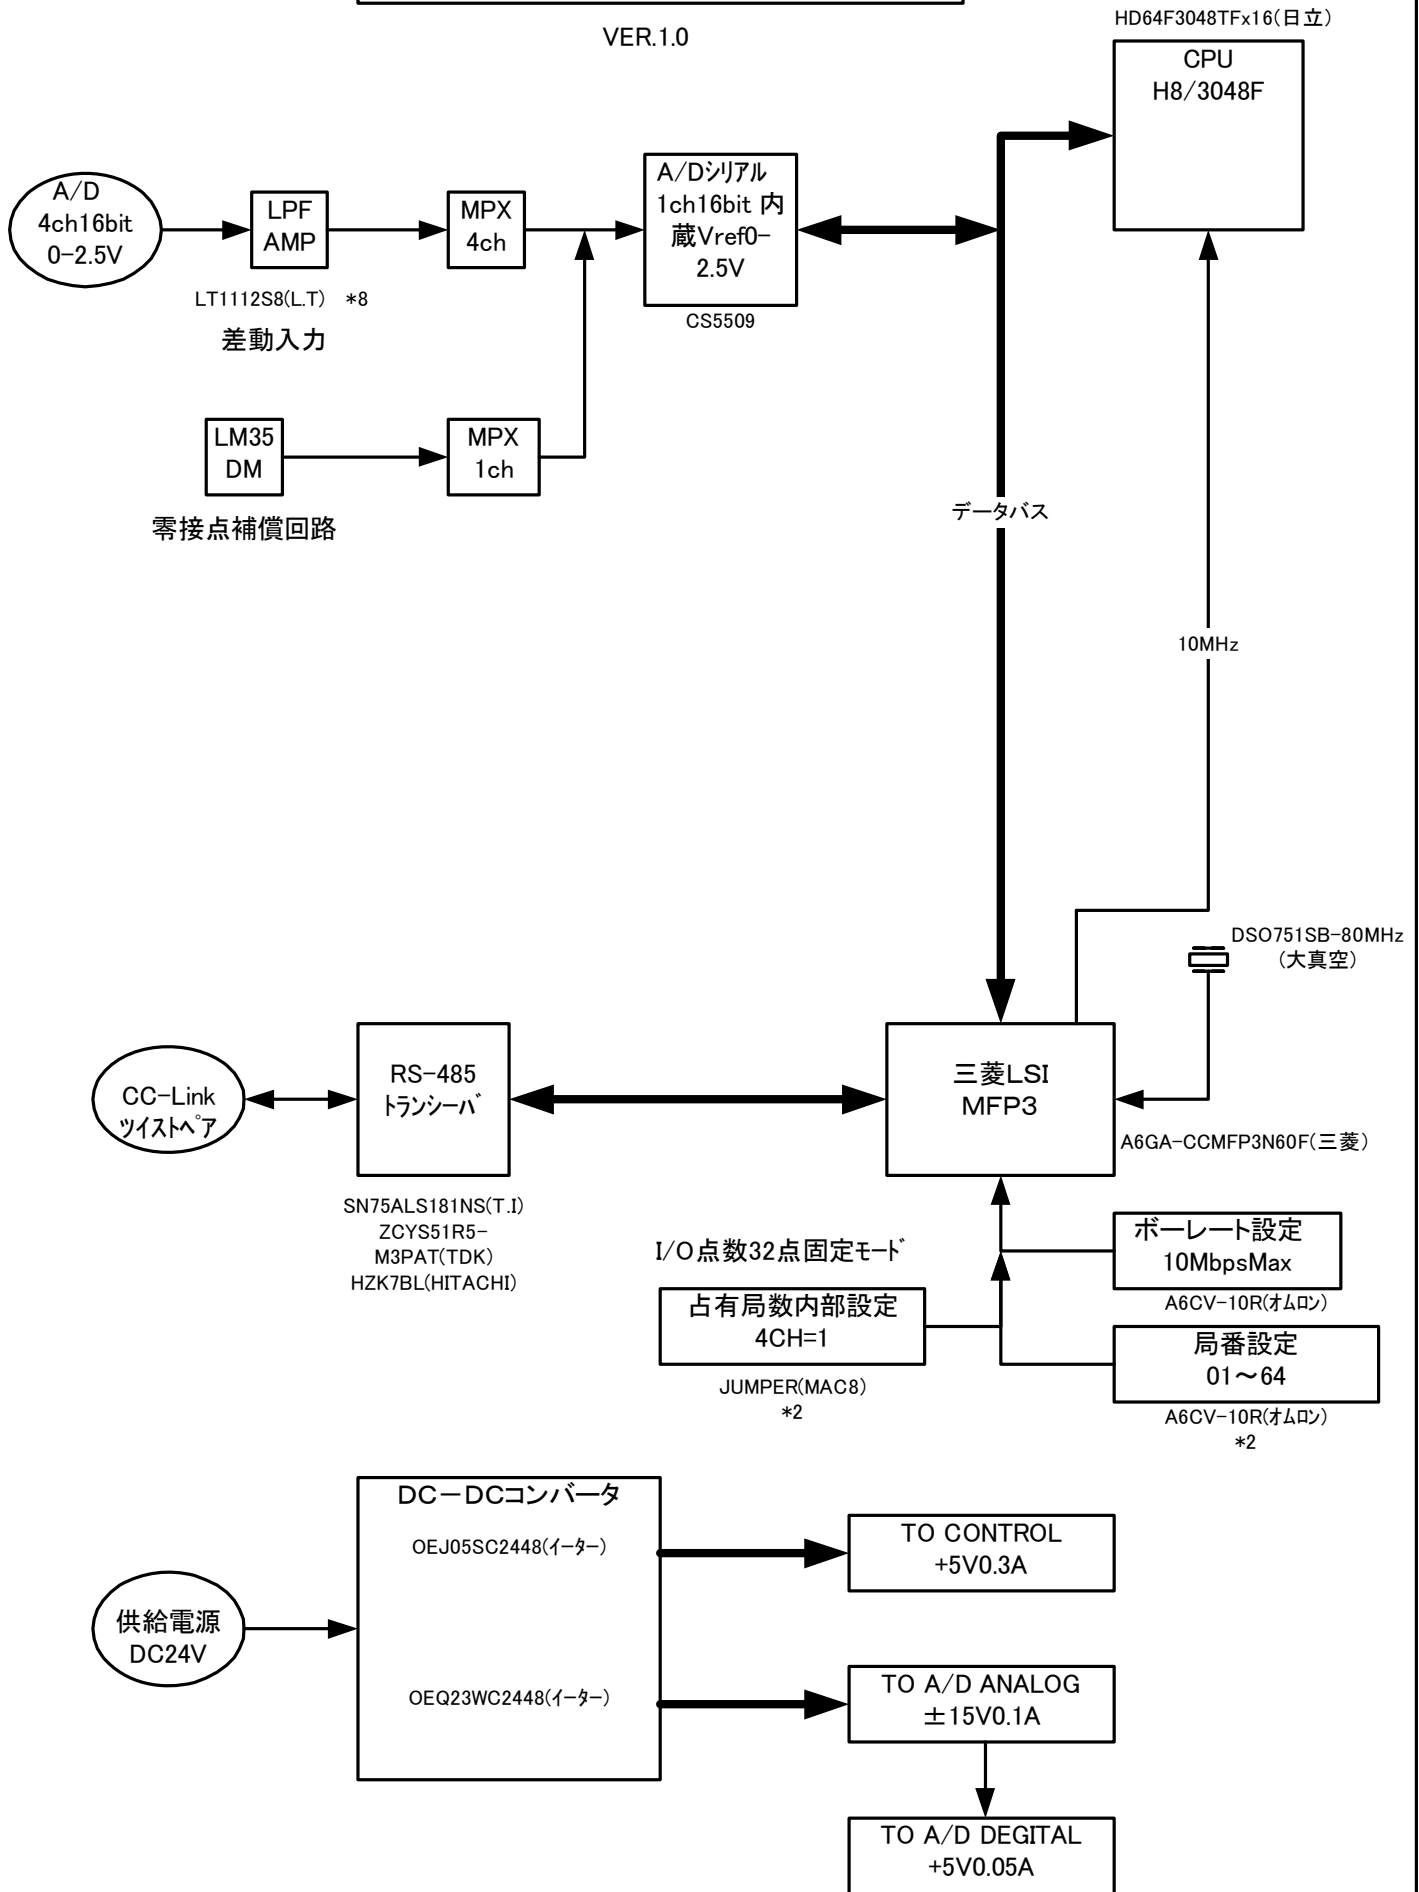 VER.1.0
HD64F3048TFx16(日立)
CPU
H8/3048F
A/D
4ch16bit
0-2.5V
LPF
AMP
MPX
4ch
A/Dｼﾘｱﾙ
1ch16bit 内
蔵Vref0-
2.5V
LT1112S8(L.T)　*8
差動入力
CS5509
LM35
DM
MPX
1ch
零接点補償回路
データバス
10MHz
DSO751SB-80MHz
(大真空)
CC-Link
ﾂｲｽﾄﾍﾟｱ
RS-485
ﾄﾗﾝｼｰﾊﾞ
三菱LSI
MFP3
A6GA-CCMFP3N60F(三菱)
SN75ALS181NS(T.I)
ZCYS51R5-
M3PAT(TDK)
HZK7BL(HITACHI)
I/O点数32点固定ﾓｰﾄﾞ
占有局数内部設定
4CH=1
JUMPER(MAC8)
*2
ボーレート設定
10MbpsMax
A6CV-10R(ｵﾑﾛﾝ)
局番設定
01～64
A6CV-10R(ｵﾑﾛﾝ)
*2
DC－DCコンバータ
OEJ05SC2448(ｲｰﾀｰ)
OEQ23WC2448(ｲｰﾀｰ)
供給電源
DC24V
TO CONTROL
+5V0.3A
TO A/D ANALOG
±15V0.1A
TO A/D DEGITAL
+5V0.05A